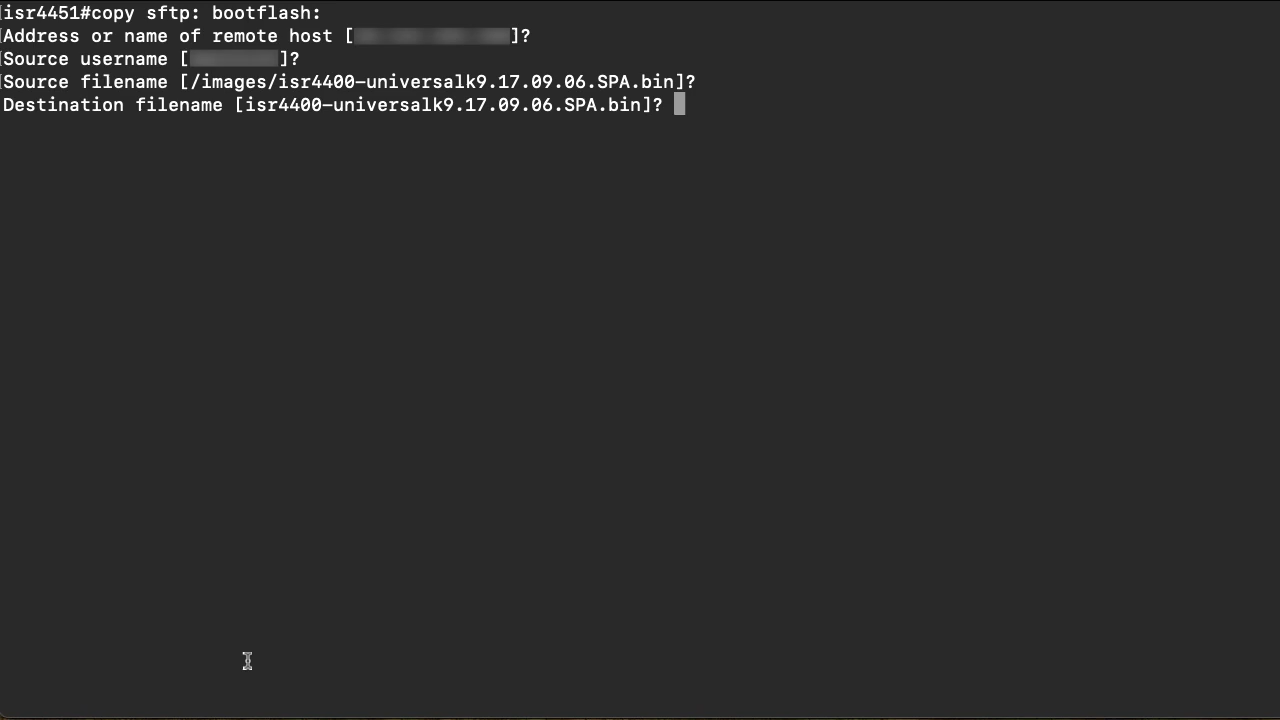 isr4451#copy sftp: bootflash:
Address or name of remote host [ ]?
Source username [ ]?
Source filename [/images/isr4400-universalk9.17.09.06.SPA.bin]?
Destination filename [isr4400-universalk9.17.09.06.SPA.bin]?